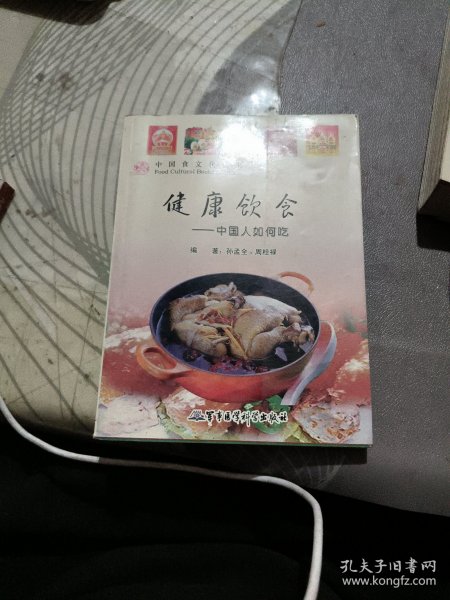 中国食文化
Food Cultural Book
健康饮食
——中国人如何吃
编 著：孙孟全、周桂禄
军事医学科学出版社
孔夫子旧书网
www.kongfz.com